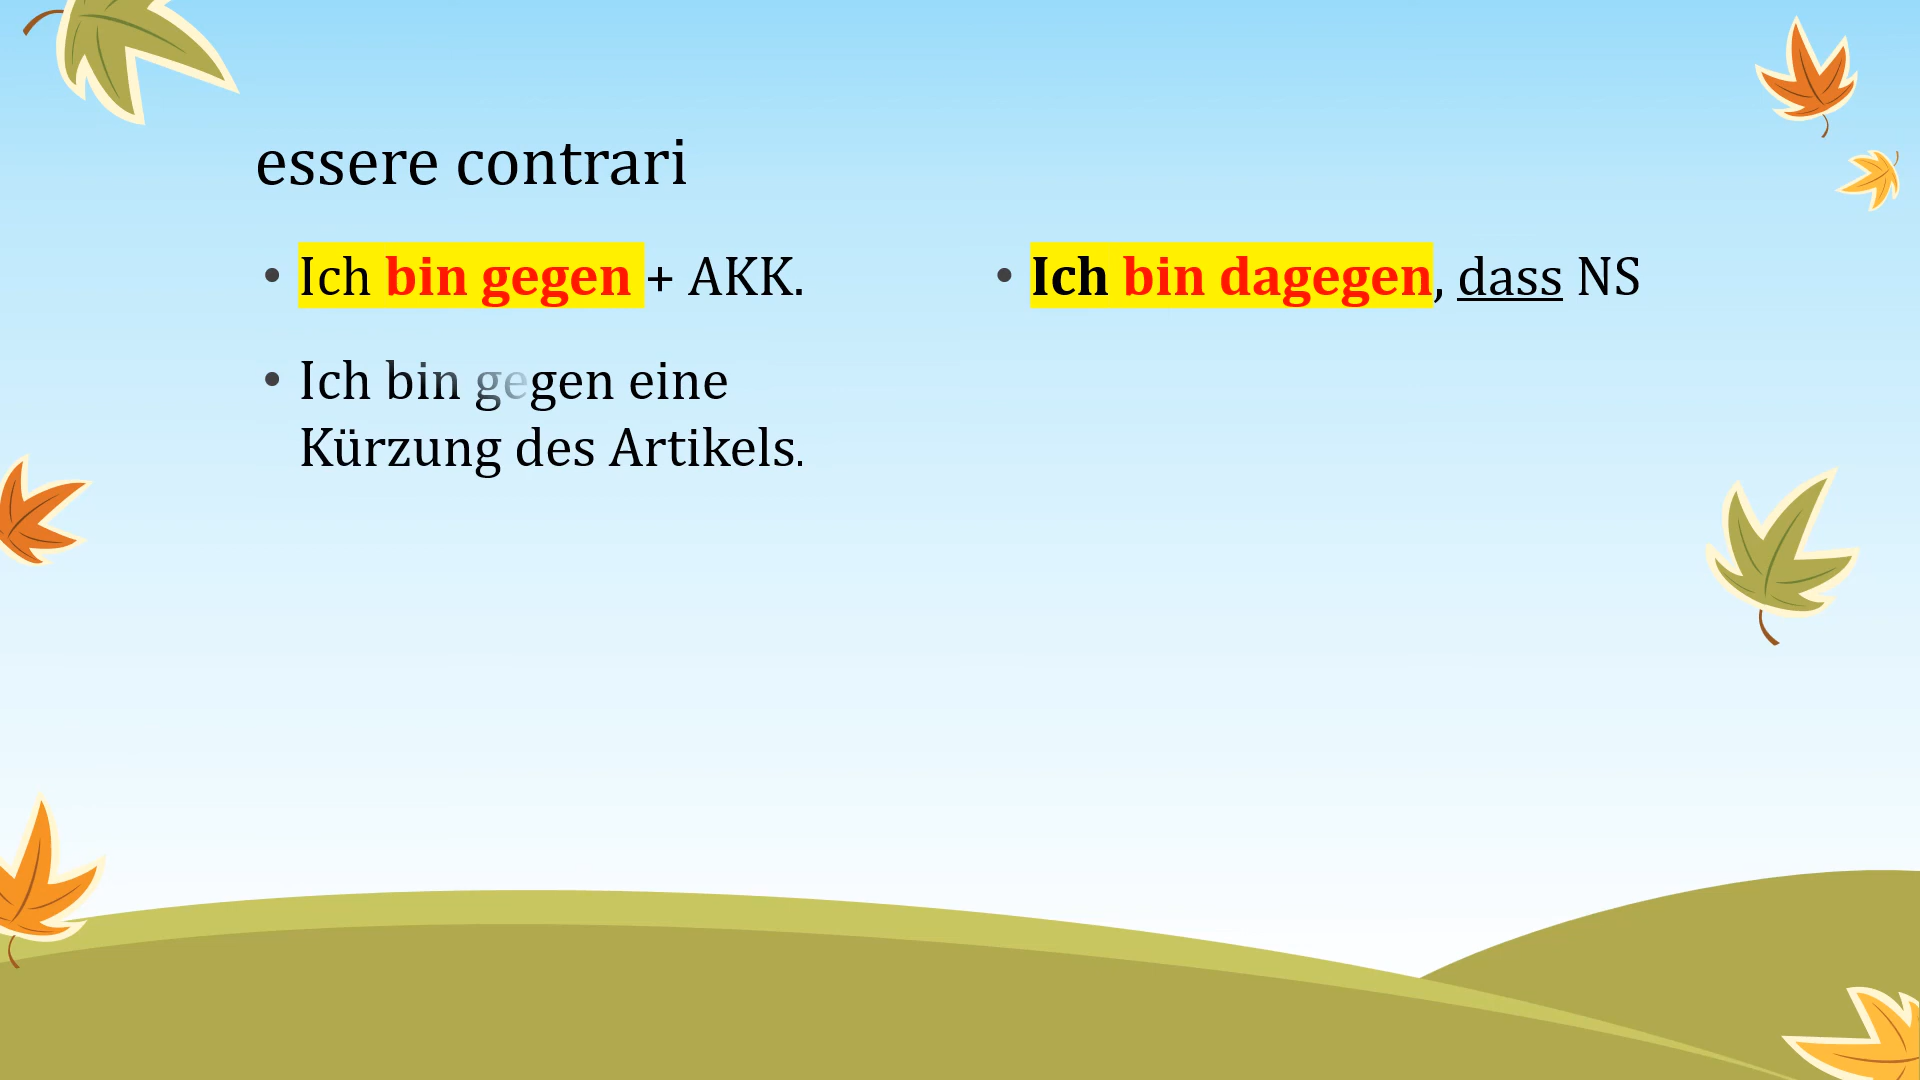 essere contrari
• Ich bin gegen + AKK.
• Ich bin gegen eine
Kürzung des Artikels.
• Ich bin dagegen, dass NS